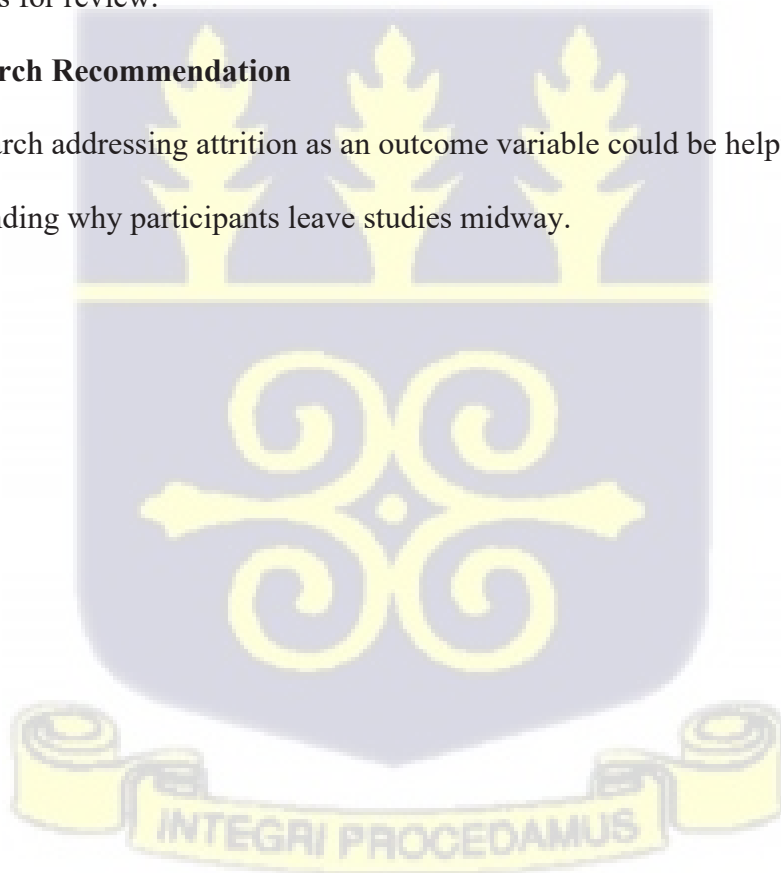 s for review.
rch Recommendation
rch addressing attrition as an outcome variable could be help
nding why participants leave studies midway.
INTEGRI PROCEDAMUS